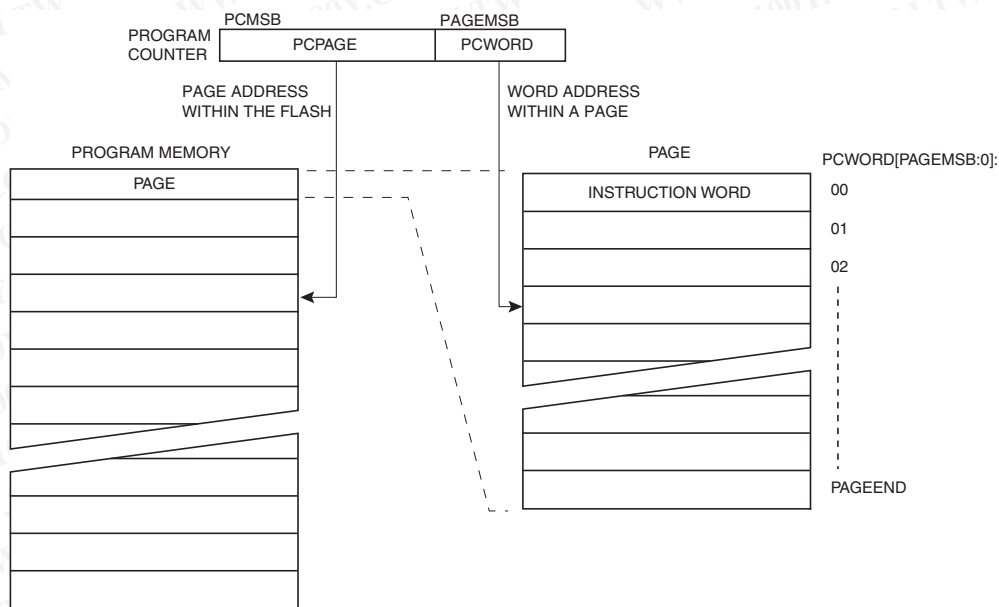 PCMSB
PAGEMSB
PROGRAM
COUNTER
PCPAGE
PCWORD
PAGE ADDRESS
WITHIN THE FLASH
WORD ADDRESS
WITHIN A PAGE
PROGRAM MEMORY
PAGE
PCWORD[PAGEMSB:0]:
PAGE
INSTRUCTION WORD
00
01
02
PAGEEND